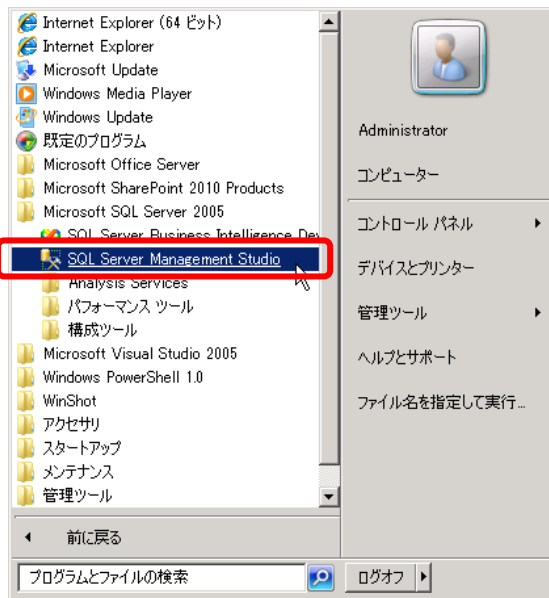 Internet Explorer (64 ビット)
Internet Explorer
Microsoft Update
Windows Media Player
Windows Update
既定のプログラム
Microsoft Office Server
Microsoft SharePoint 2010 Products
Microsoft SQL Server 2005
SQL Server Business Intelligence Dev
SQL Server Management Studio
Analysis Services
パフォーマンス ツール
構成ツール
Microsoft Visual Studio 2005
Windows PowerShell 1.0
WinShot
アクセサリ
スタートアップ
メンテナンス
管理ツール
前に戻る
プログラムとファイルの検索
Administrator
コンピューター
コントロール パネル
デバイスとプリンター
管理ツール
ヘルプとサポート
ファイル名を指定して実行...
ログオフ